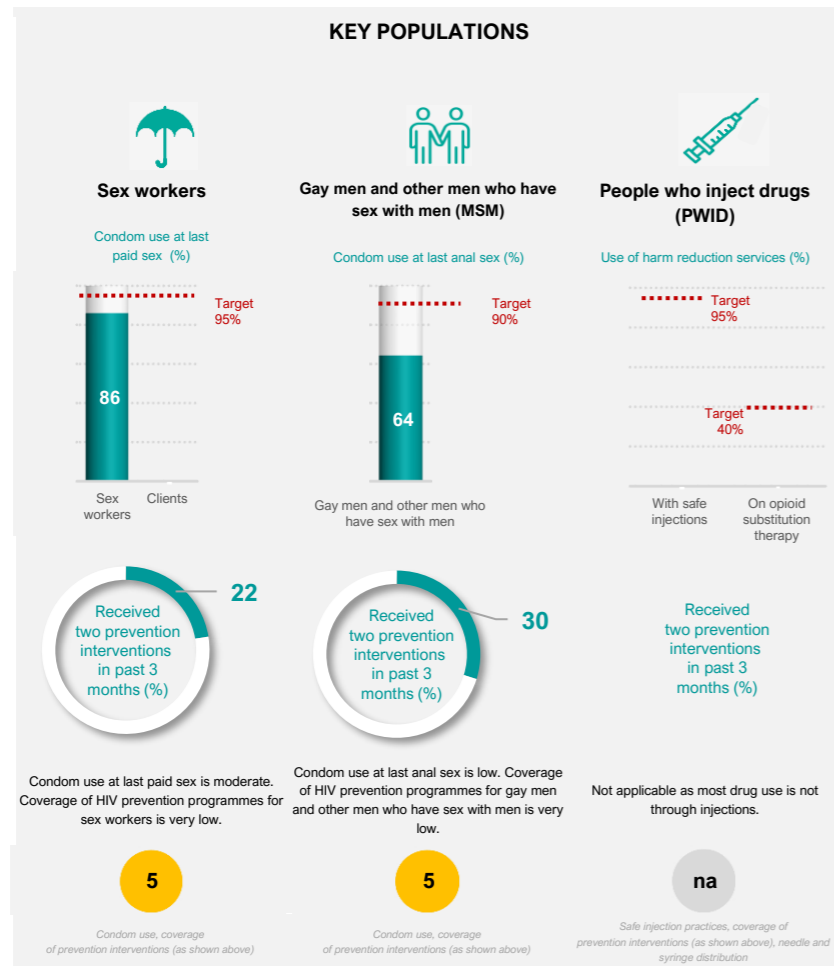 KEY POPULATIONS
Sex workers
Condom use at last
paid sex (%)
Target
95%
86
Sex
workers
Clients
22
Received
two prevention
interventions
in past 3
months (%)
Condom use at last paid sex is moderate.
Coverage of HIV prevention programmes for
sex workers is very low.
5
Condom use, coverage
of prevention interventions (as shown above)
Gay men and other men who have
sex with men (MSM)
Condom use at last anal sex (%)
Target
90%
64
Gay men and other men who
have sex with men
30
Received
two prevention
interventions
in past 3
months (%)
Condom use at last anal sex is low. Coverage
of HIV prevention programmes for gay men
and other men who have sex with men is very
low.
5
Condom use, coverage
of prevention interventions (as shown above)
People who inject drugs
(PWID)
Use of harm reduction services (%)
Target
95%
Target
40%
With safe
injections
On opioid
substitution
therapy
Received
two prevention
interventions
in past 3
months (%)
Not applicable as most drug use is not
through injections.
na
Safe injection practices, coverage of
prevention interventions (as shown above), needle and
syringe distribution